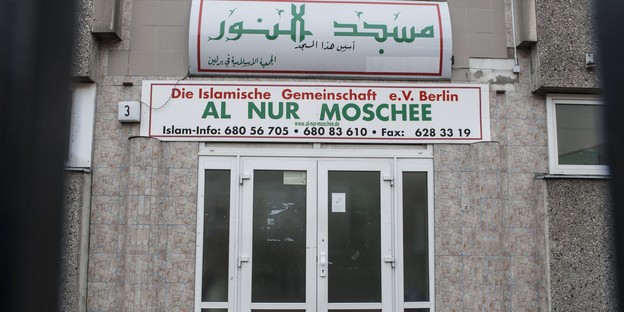 مسجد النور
أسس هذا المسجد
الجمعية الاسلامية في برلين
Die Islamische Gemeinschaft e.V. Berlin
AL NUR MOSCHEE
www.al-nur-moschee.de
Islam-Info: 680 56 705 • 680 83 610 • Fax: 628 33 19
3